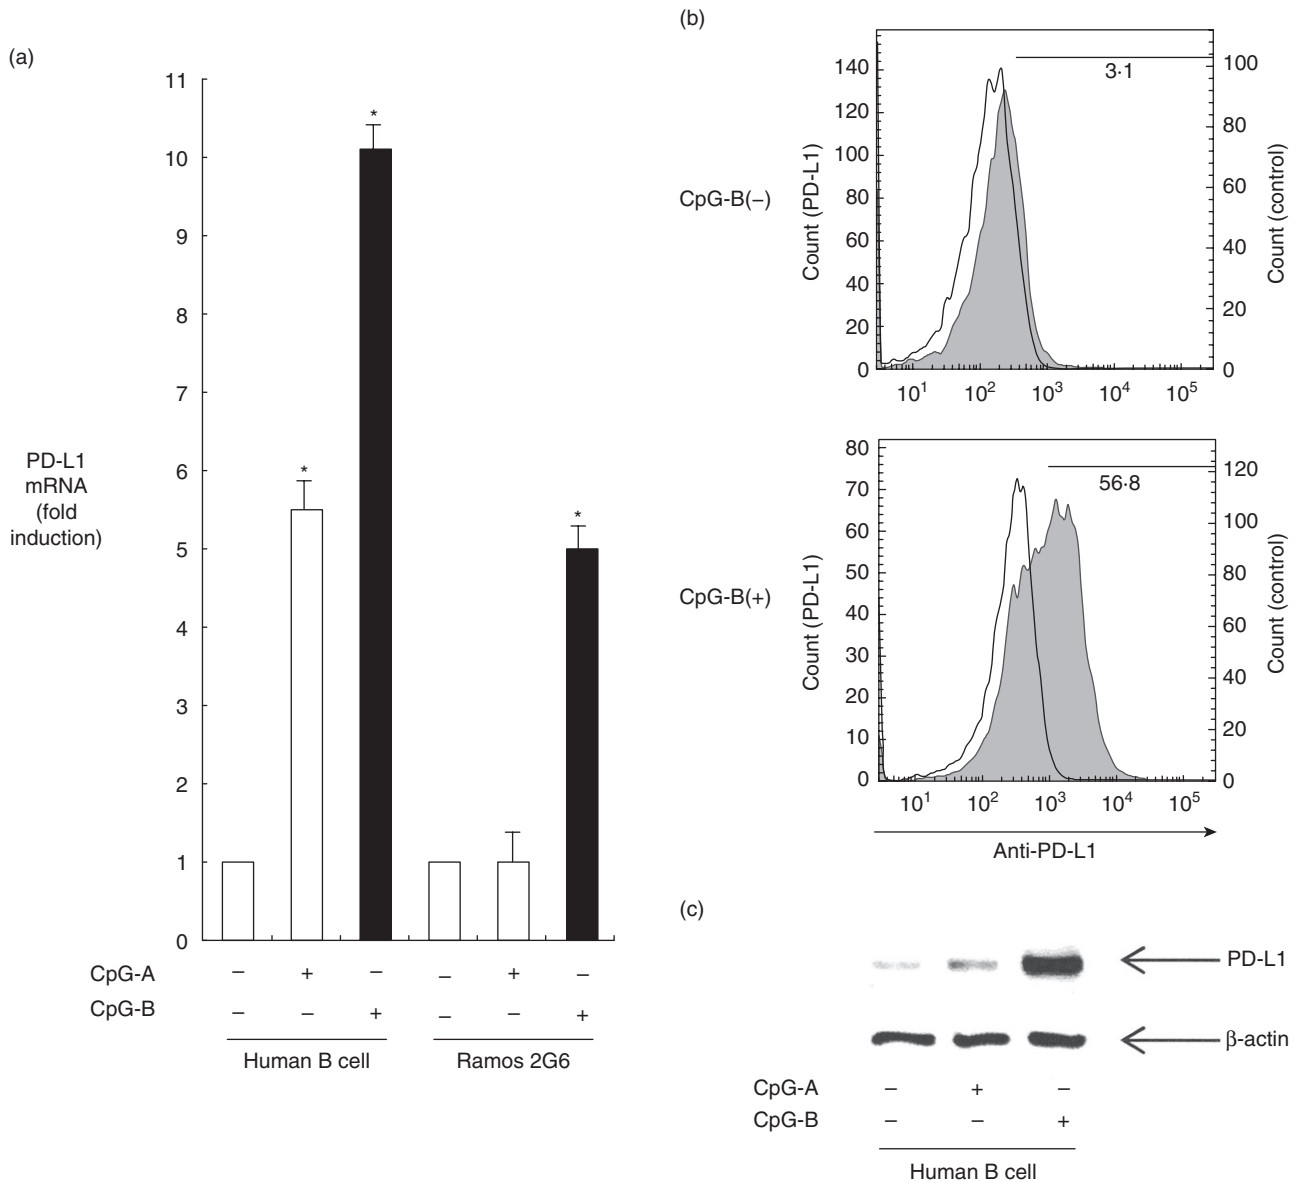 (a)
11
10
9
8
7
6
5
4
3
2
1
0
*
*
*
PD-L1
mRNA
(fold
induction)
CpG-A − + − − + −
CpG-B − − + − − +
Human B cell Ramos 2G6
(b)
CpG-B(−)
Count (PD-L1)
140
120
100
80
60
40
20
0
3·1
100
80
60
40
20
0
Count (control)
10¹ 10² 10³ 10⁴ 10⁵
CpG-B(+)
Count (PD-L1)
80
70
60
50
40
30
20
10
0
56·8
120
100
80
60
40
20
0
Count (control)
10¹ 10² 10³ 10⁴ 10⁵
Anti-PD-L1
(c)
PD-L1
β-actin
CpG-A − + −
CpG-B − − +
Human B cell